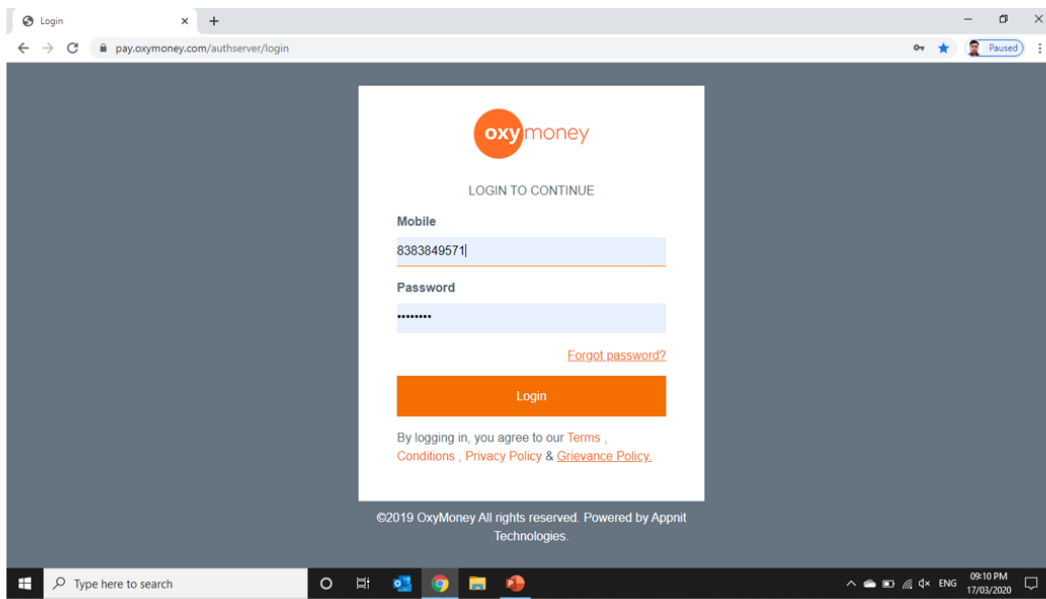 Login
pay.oxymoney.com/authserver/login
Paused
oxymoney
LOGIN TO CONTINUE
Mobile
8383849571
Password
••••••••
Forgot password?
Login
By logging in, you agree to our Terms ,
Conditions , Privacy Policy & Grievance Policy.
©2019 OxyMoney All rights reserved. Powered by Appnit
Technologies.
Type here to search
ENG
09:10 PM
17/03/2020